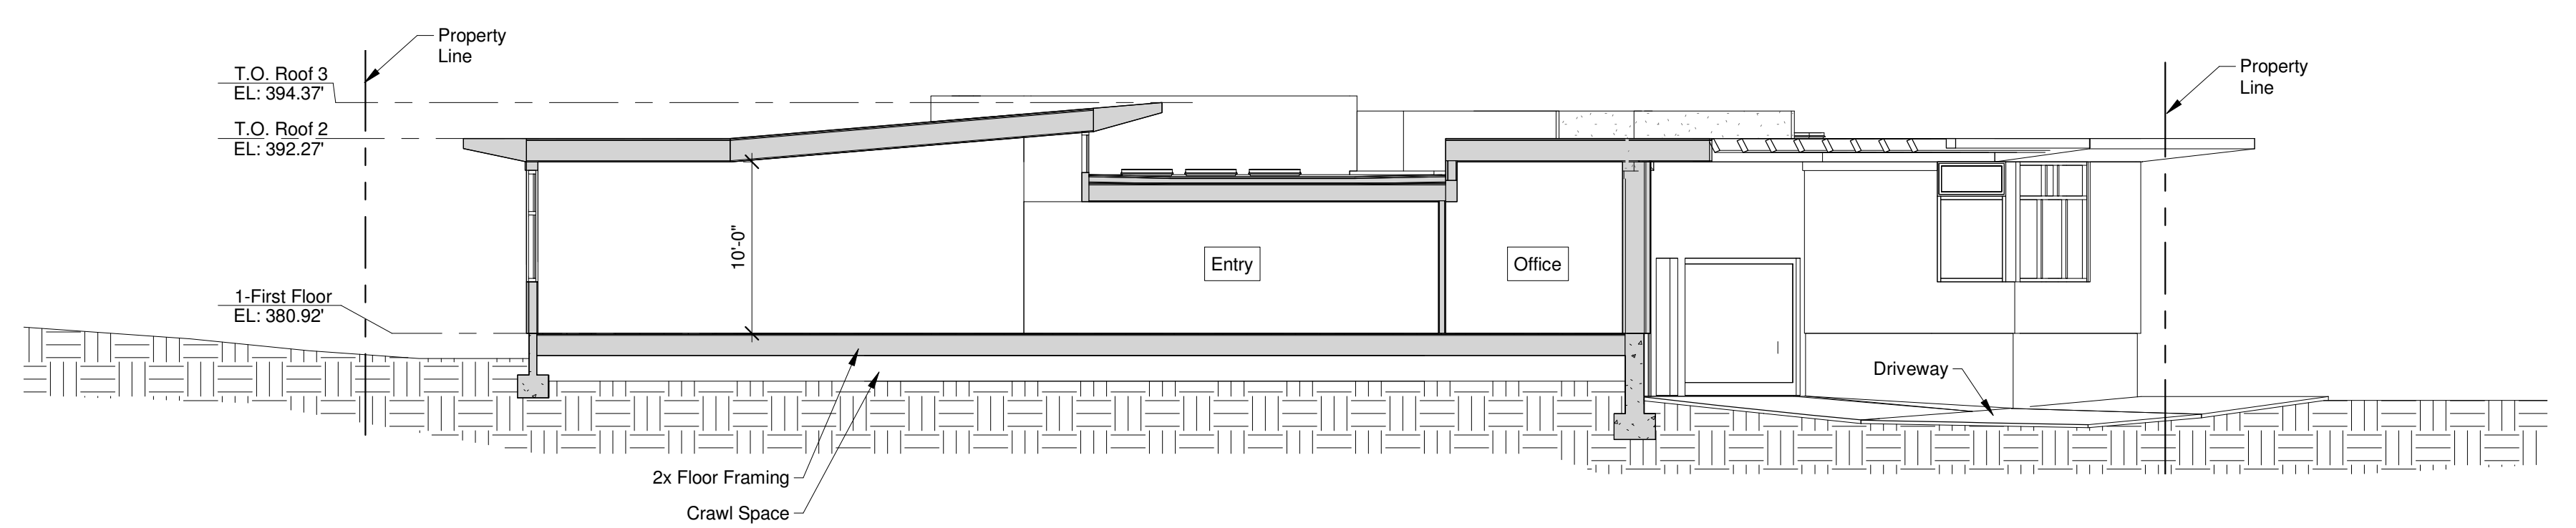 Property
Line
T.O. Roof 3
EL: 394.37'
T.O. Roof 2
EL: 392.27'
Property
Line
10'-0"
Entry
Office
1-First Floor
EL: 380.92'
Driveway
2x Floor Framing
Crawl Space